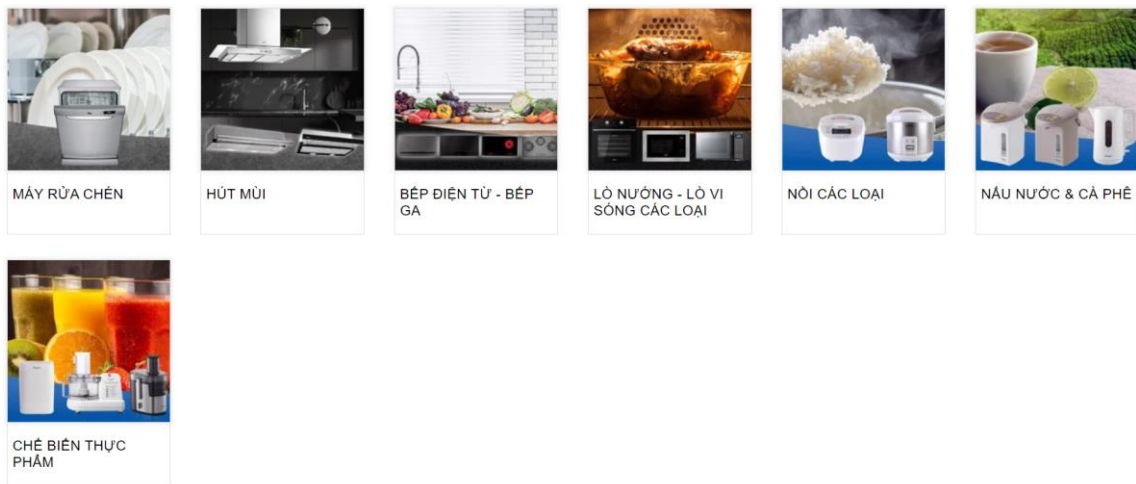 MÁY RỬA CHÉN
HÚT MÙI
BẾP ĐIỆN TỪ - BẾP
GA
LÒ NƯỚNG - LÒ VI
SÓNG CÁC LOẠI
NỒI CÁC LOẠI
NẤU NƯỚC & CÀ PHÊ
CHẾ BIẾN THỰC
PHẨM